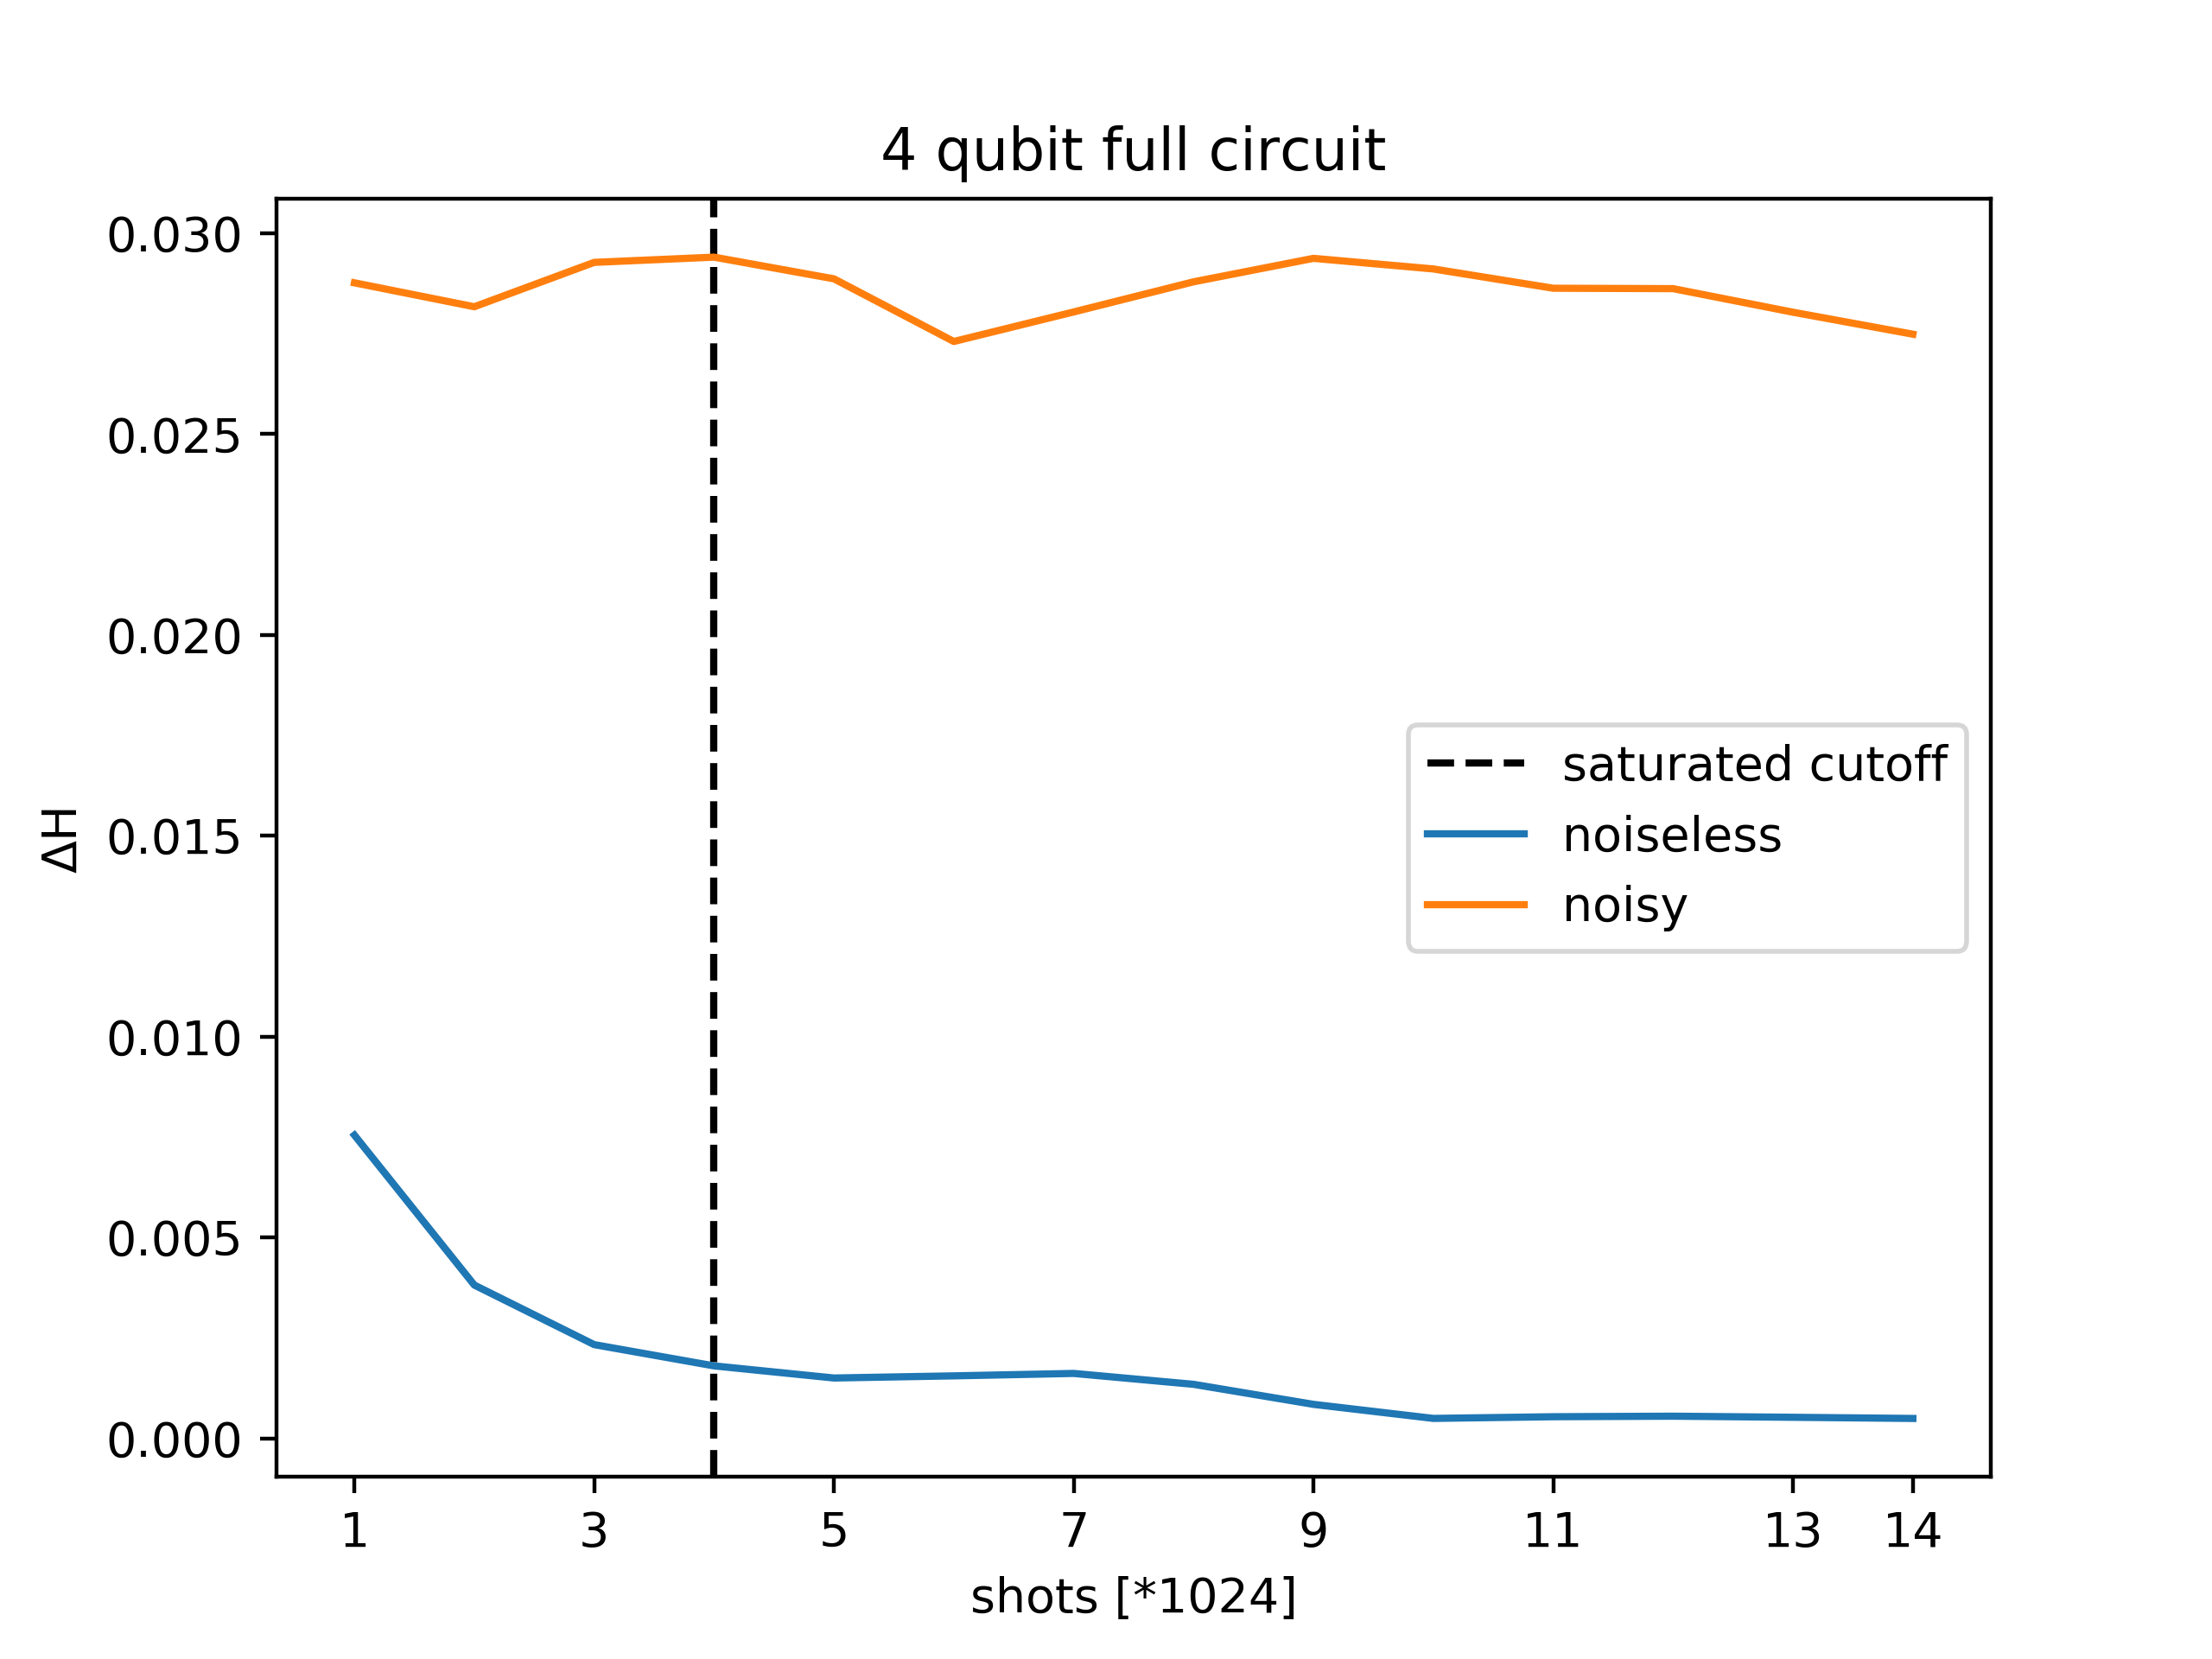 4 qubit full circuit
0.030
0.025
0.020
0.015
0.010
0.005
0.000
ΔH
saturated cutoff
noiseless
noisy
1 3 5 7 9 11 13 14
shots [*1024]